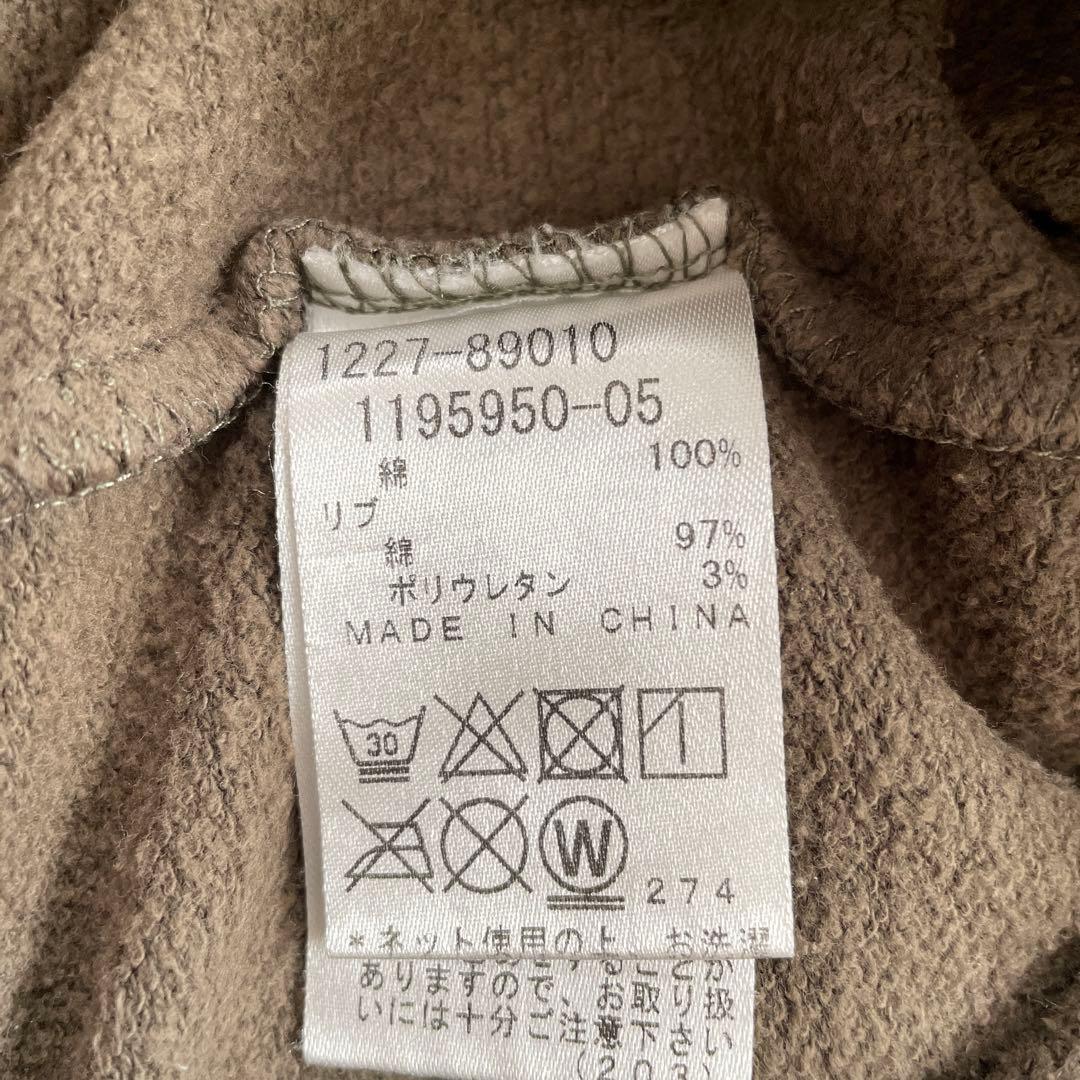 1227-89010
1195950-05
綿 100%
リブ
綿 97%
ポリウレタン 3%
MADE IN CHINA
30
W 274
*ネット使用の上、お洗濯
ありますので、お取り扱
いには十分ご注意下さい
(203)